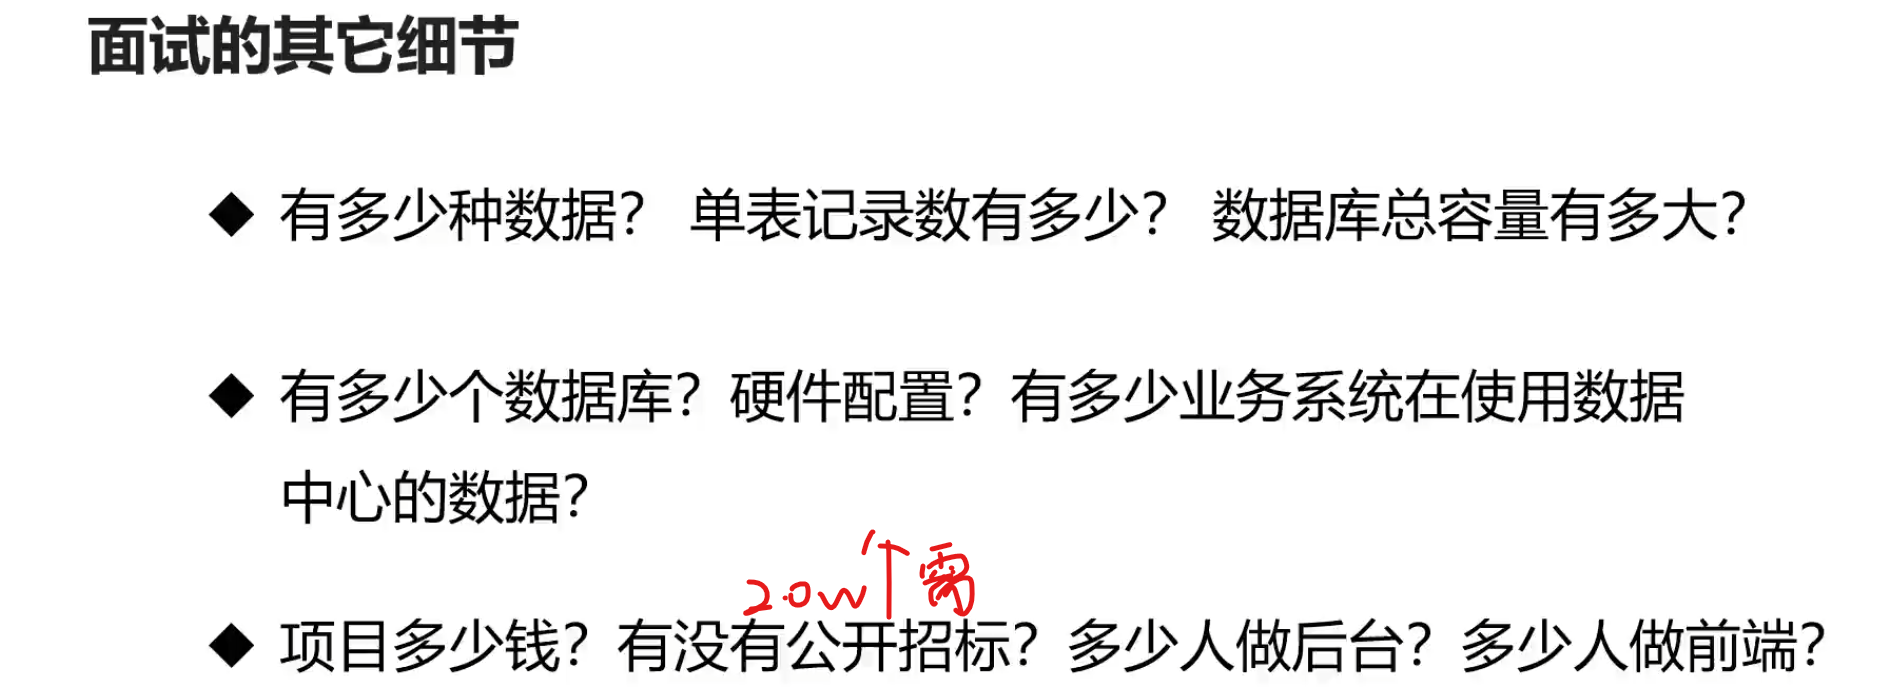 面试的其它细节
◆ 有多少种数据？ 单表记录数有多少？ 数据库总容量有多大？
◆ 有多少个数据库？硬件配置？有多少业务系统在使用数据
中心的数据？
20w个需
◆ 项目多少钱？有没有公开招标？多少人做后台？多少人做前端？